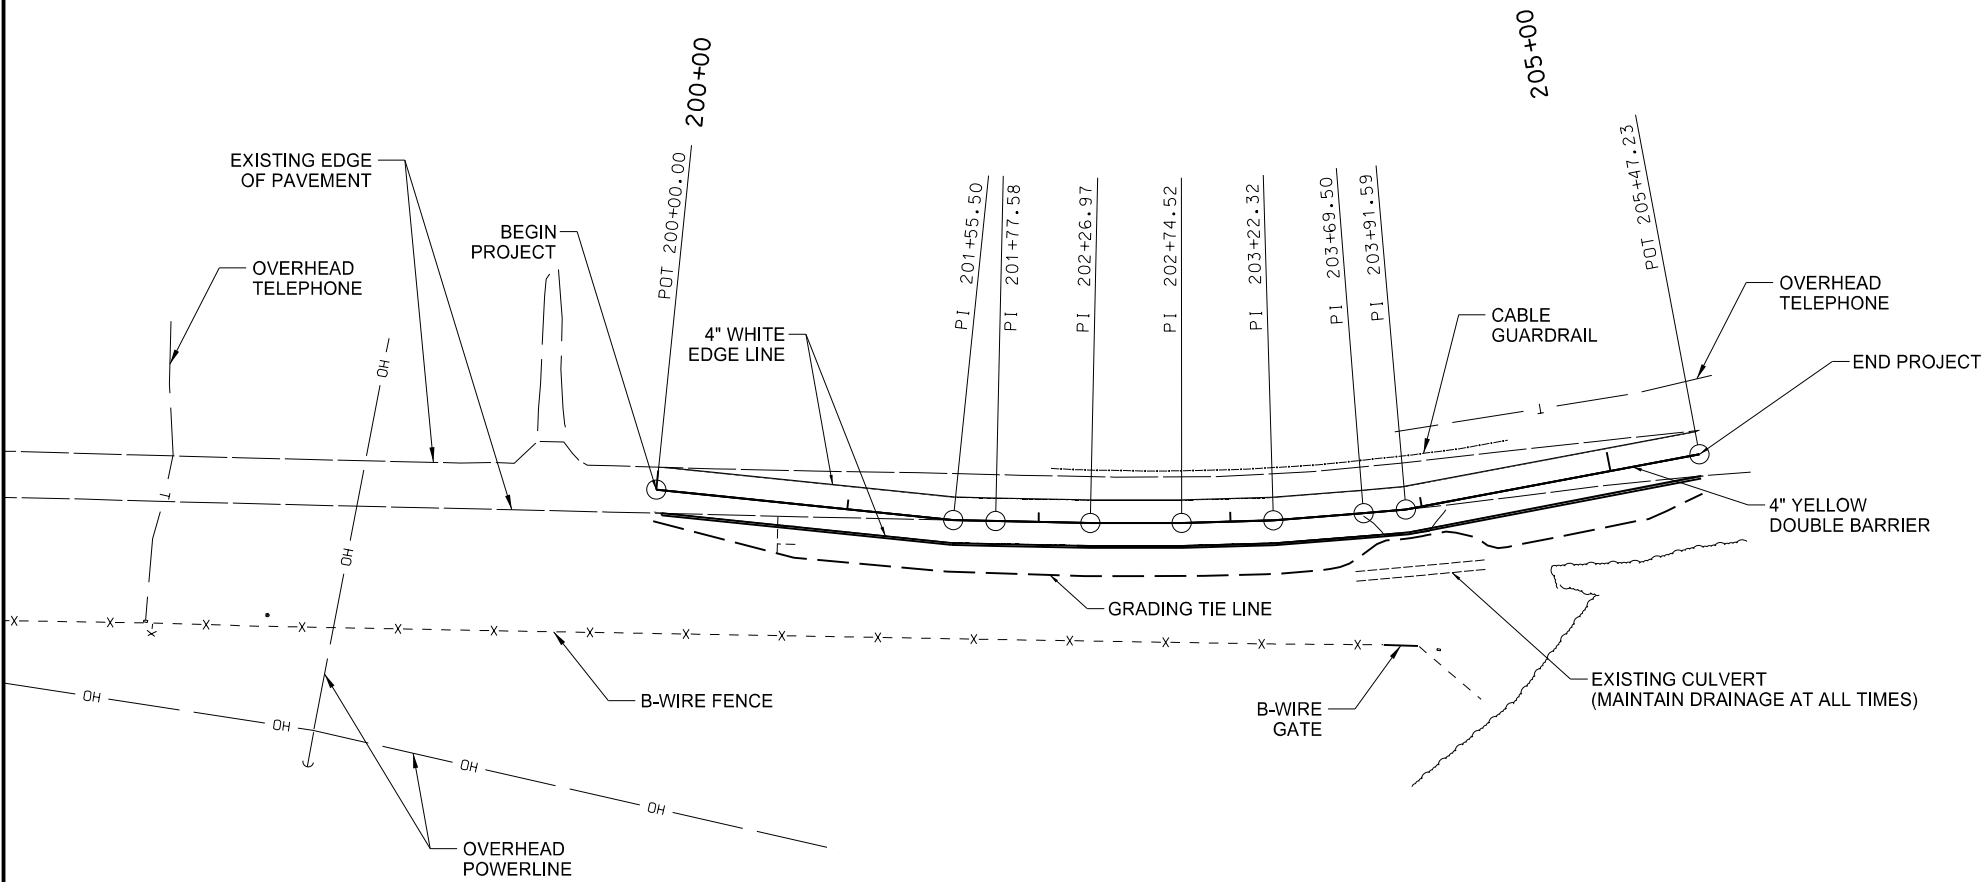 200+00
205+00
EXISTING EDGE
OF PAVEMENT
OVERHEAD
TELEPHONE
BEGIN
PROJECT
POT 200+00.00
4" WHITE
EDGE LINE
PI 201+55.50
PI 201+77.58
PI 202+26.97
PI 202+74.52
PI 203+22.32
PI 203+69.50
PI 203+91.59
POT 205+47.23
CABLE
GUARDRAIL
OVERHEAD
TELEPHONE
END PROJECT
OH
T
T
OH
4" YELLOW
DOUBLE BARRIER
GRADING TIE LINE
X X X X X X X X X X X X X X X
X
B-WIRE FENCE
B-WIRE
GATE
EXISTING CULVERT
(MAINTAIN DRAINAGE AT ALL TIMES)
OH
OH
OH
OH
OVERHEAD
POWERLINE